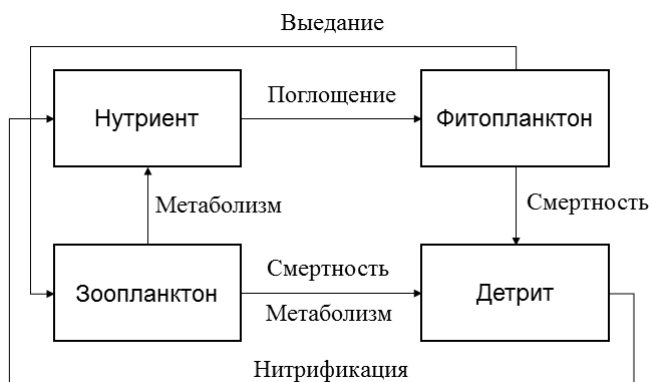 Выедание
Нутриент
Поглощение
Фитопланктон
Метаболизм
Смертность
Зоопланктон
Смертность
Метаболизм
Детрит
Нитрификация